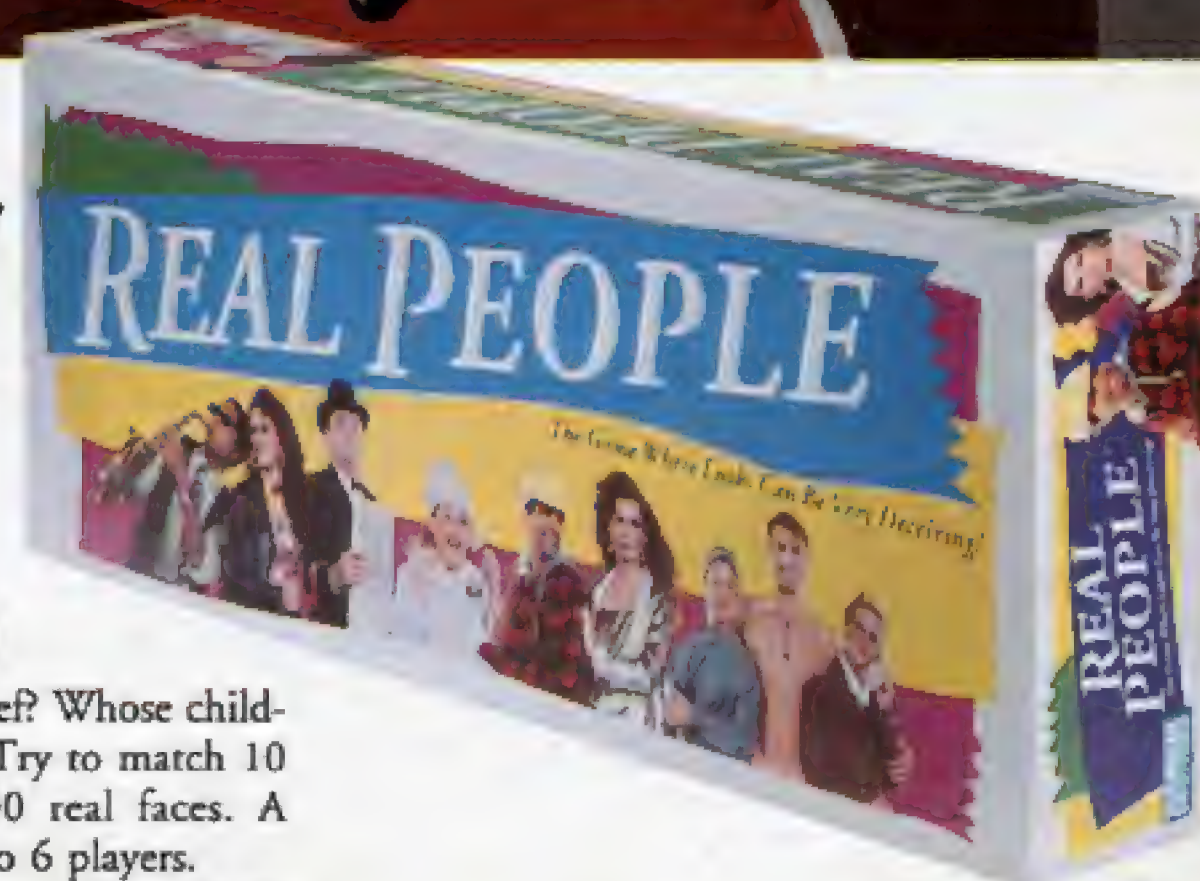 REAL PEOPLE
The Game Where Looks Can Be Very Deceiving!
REAL
PEOPLE
ef? Whose child-
Try to match 10
0 real faces. A
o 6 players.